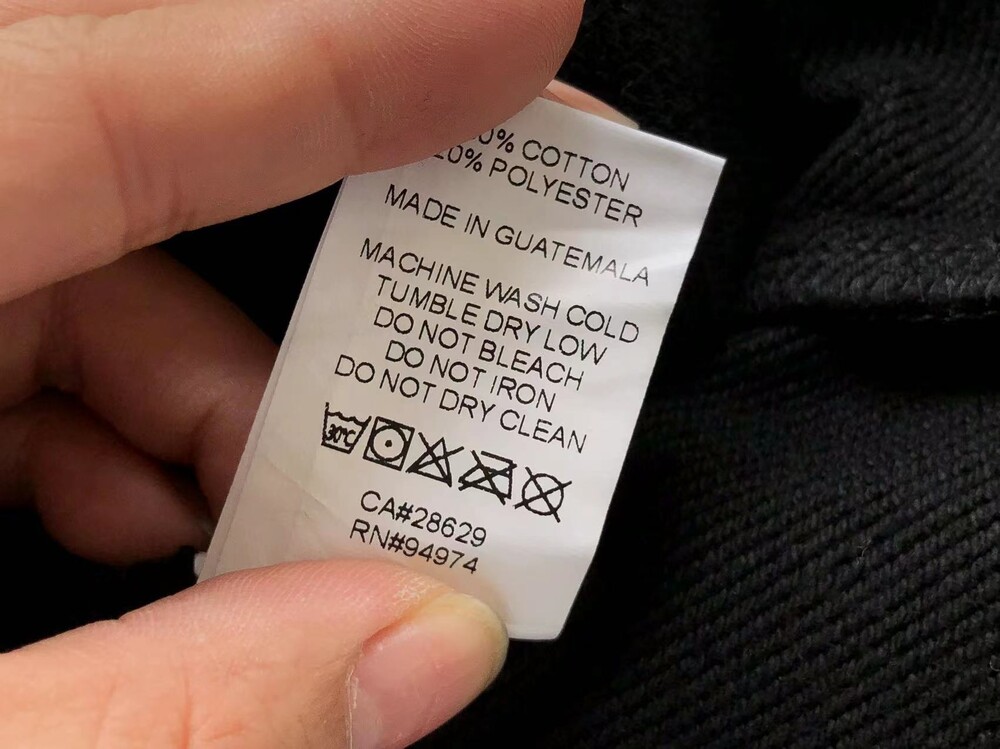 0% COTTON
20% POLYESTER
MADE IN GUATEMALA
MACHINE WASH COLD
TUMBLE DRY LOW
DO NOT BLEACH
DO NOT IRON
DO NOT DRY CLEAN
30°C
CA#28629
RN#94974